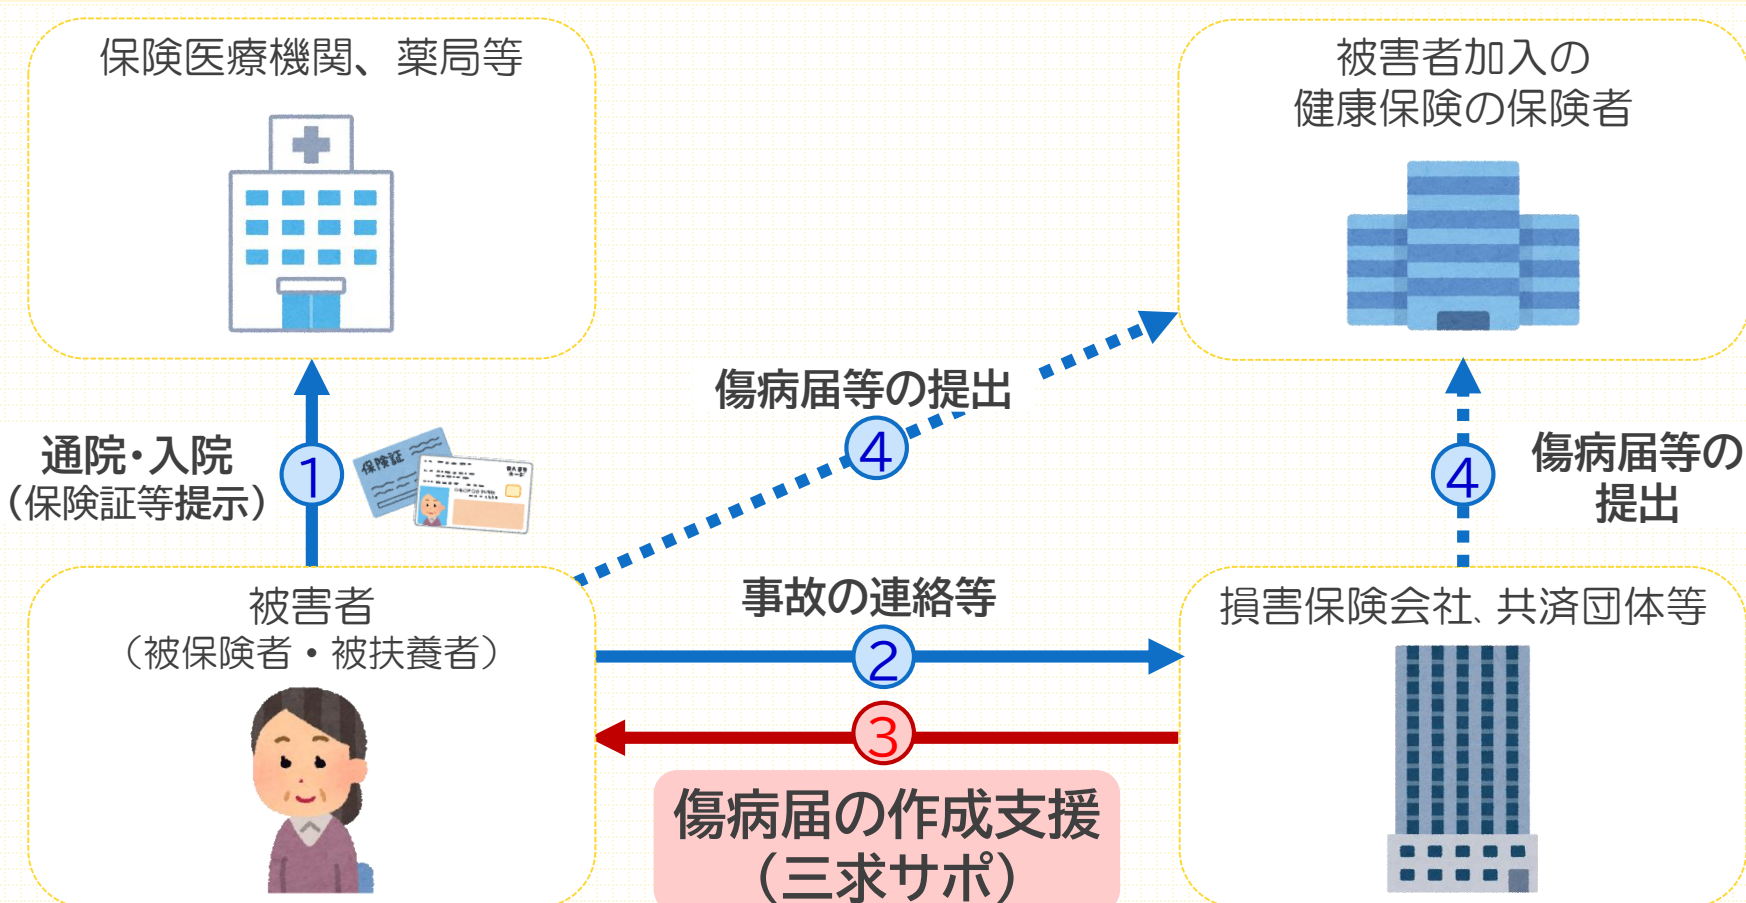 保険医療機関、薬局等
被害者加入の
健康保険の保険者
傷病届等の提出
④
通院・入院
（保険証等提示）
①
保険証
傷病届等の
提出
④
被害者
（被保険者・被扶養者）
事故の連絡等
②
③
傷病届の作成支援
（三求サポ）
損害保険会社、共済団体等